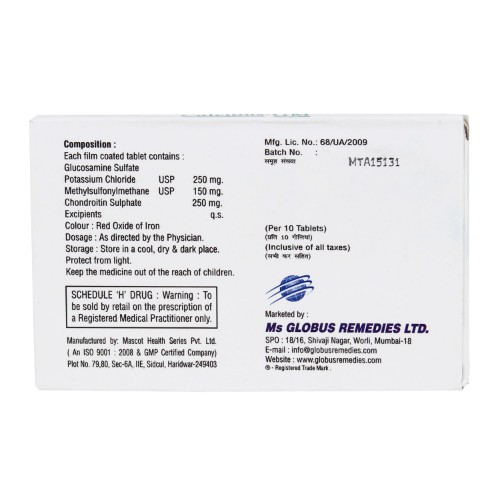 Composition :
Each film coated tablet contains :
Glucosamine Sulfate
Potassium Chloride USP 250 mg.
Methylsulfonylmethane USP 150 mg.
Chondroitin Sulphate 250 mg.
Excipients q.s.
Colour : Red Oxide of Iron
Dosage : As directed by the Physician.
Storage : Store in a cool, dry & dark place.
Protect from light.
Keep the medicine out of the reach of children.
SCHEDULE 'H' DRUG : Warning : To
be sold by retail on the prescription of
a Registered Medical Practitioner only.
Manufactured by: Mascot Health Series Pvt. Ltd.
( An ISO 9001 : 2008 & GMP Certified Company)
Plot No. 79,80, Sec-6A, IIE, Sidcul, Haridwar-249403
Mfg. Lic. No.: 68/UA/2009
Batch No. :
समूह संख्या MTA15131
(Per 10 Tablets)
(प्रति 10 गोलियां)
(Inclusive of all taxes)
(सभी कर सहित)
Marketed by :
Ms GLOBUS REMEDIES LTD.
SPO : 18/16, Shivaji Nagar, Worli, Mumbai-18
E-mail : info@globusremedies.com
Website : www.globusremedies.com
® - Registered Trade Mark .